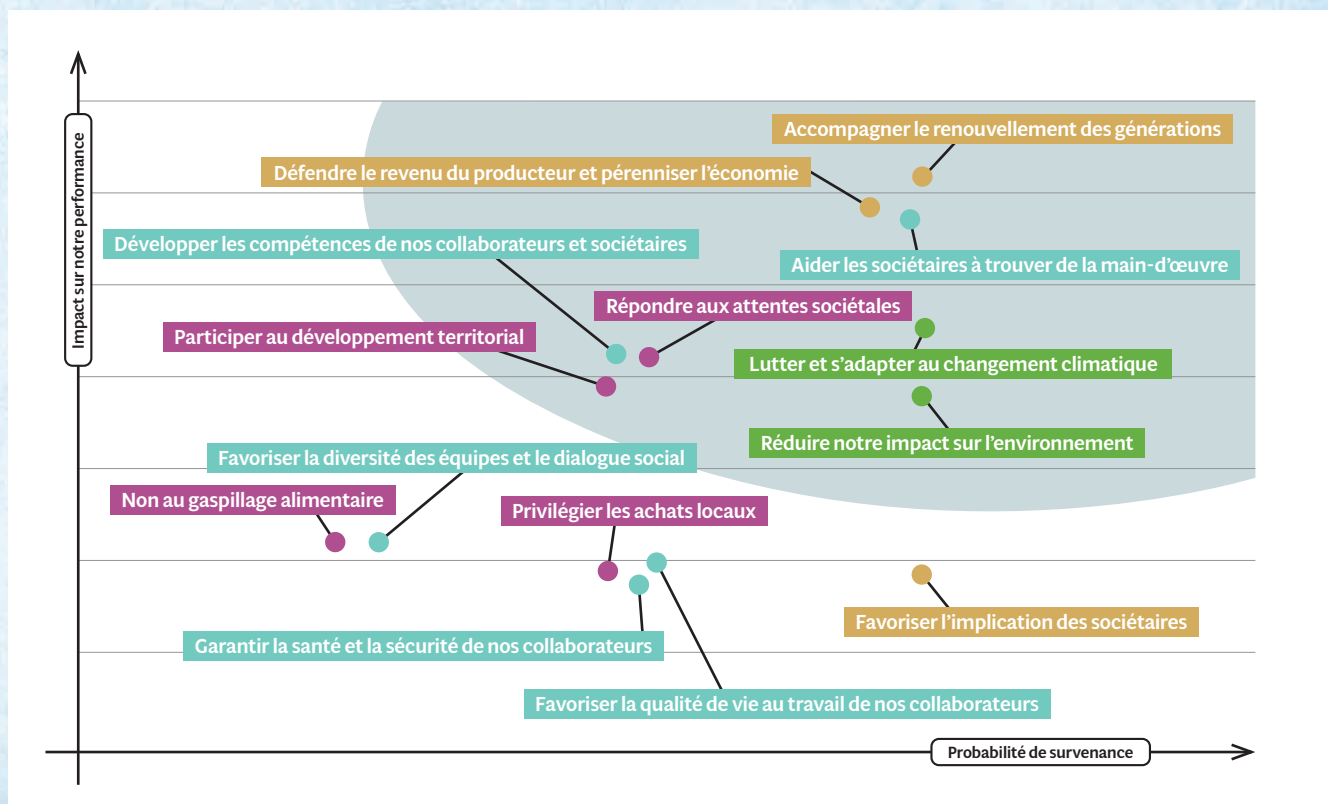 Impact sur notre performance
Accompagner le renouvellement des générations
Défendre le revenu du producteur et pérenniser l'économie
Développer les compétences de nos collaborateurs et sociétaires
Aider les sociétaires à trouver de la main-d'œuvre
Répondre aux attentes sociétales
Participer au développement territorial
Lutter et s'adapter au changement climatique
Réduire notre impact sur l'environnement
Favoriser la diversité des équipes et le dialogue social
Non au gaspillage alimentaire
Privilégier les achats locaux
Favoriser l'implication des sociétaires
Garantir la santé et la sécurité de nos collaborateurs
Favoriser la qualité de vie au travail de nos collaborateurs
Probabilité de survenance